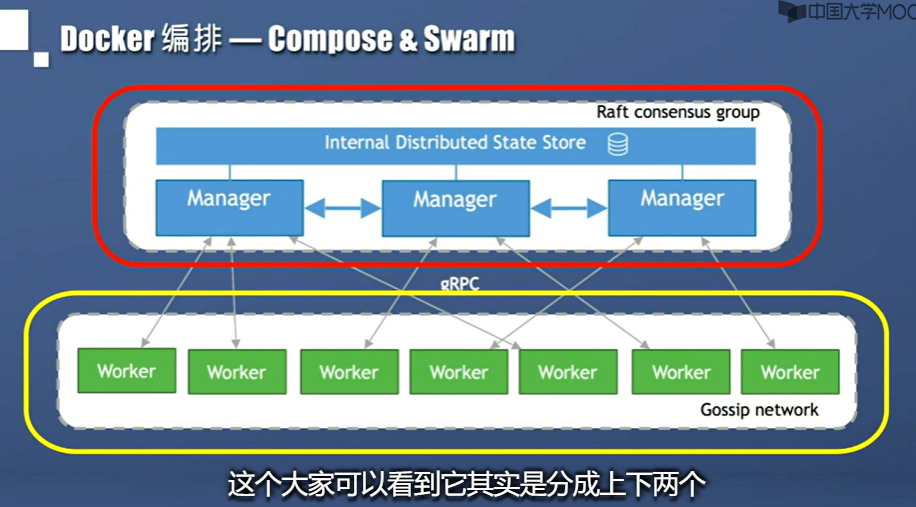 中国大学MOC
Docker 编排 — Compose & Swarm
Raft consensus group
Internal Distributed State Store
Manager
Manager
Manager
gRPC
Worker
Worker
Worker
Worker
Worker
Worker
Worker
Gossip network
这个大家可以看到它其实是分成上下两个